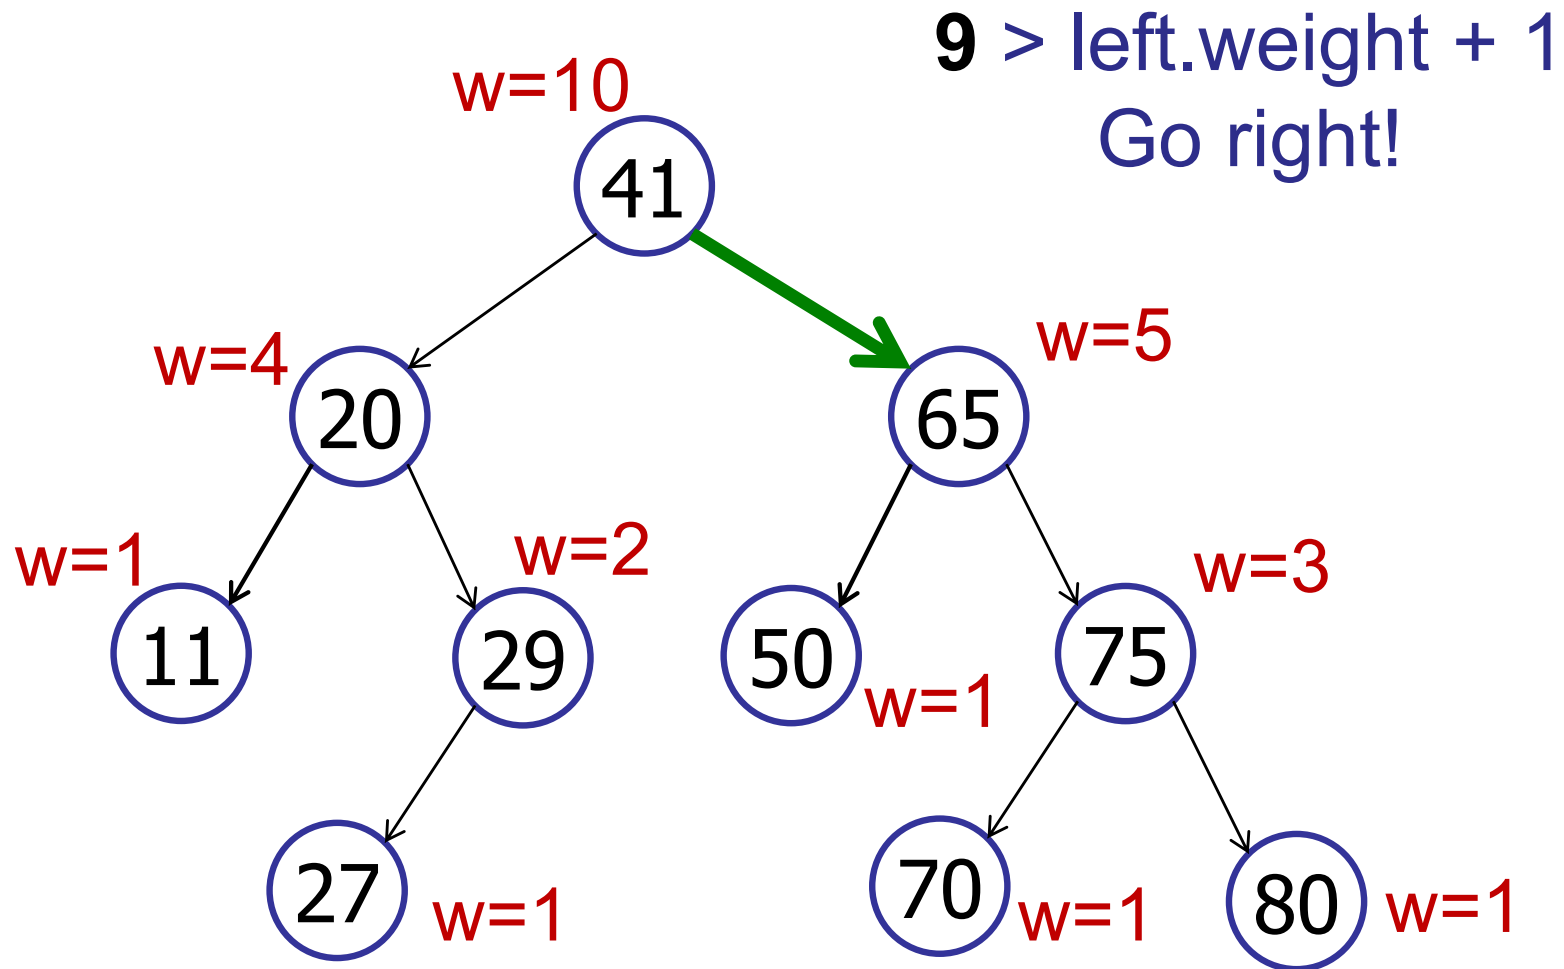 9 > left.weight + 1
Go right!
w=10
41
w=4
20
w=5
65
w=1
11
w=2
29
50
w=1
w=3
75
27
w=1
70
w=1
80
w=1